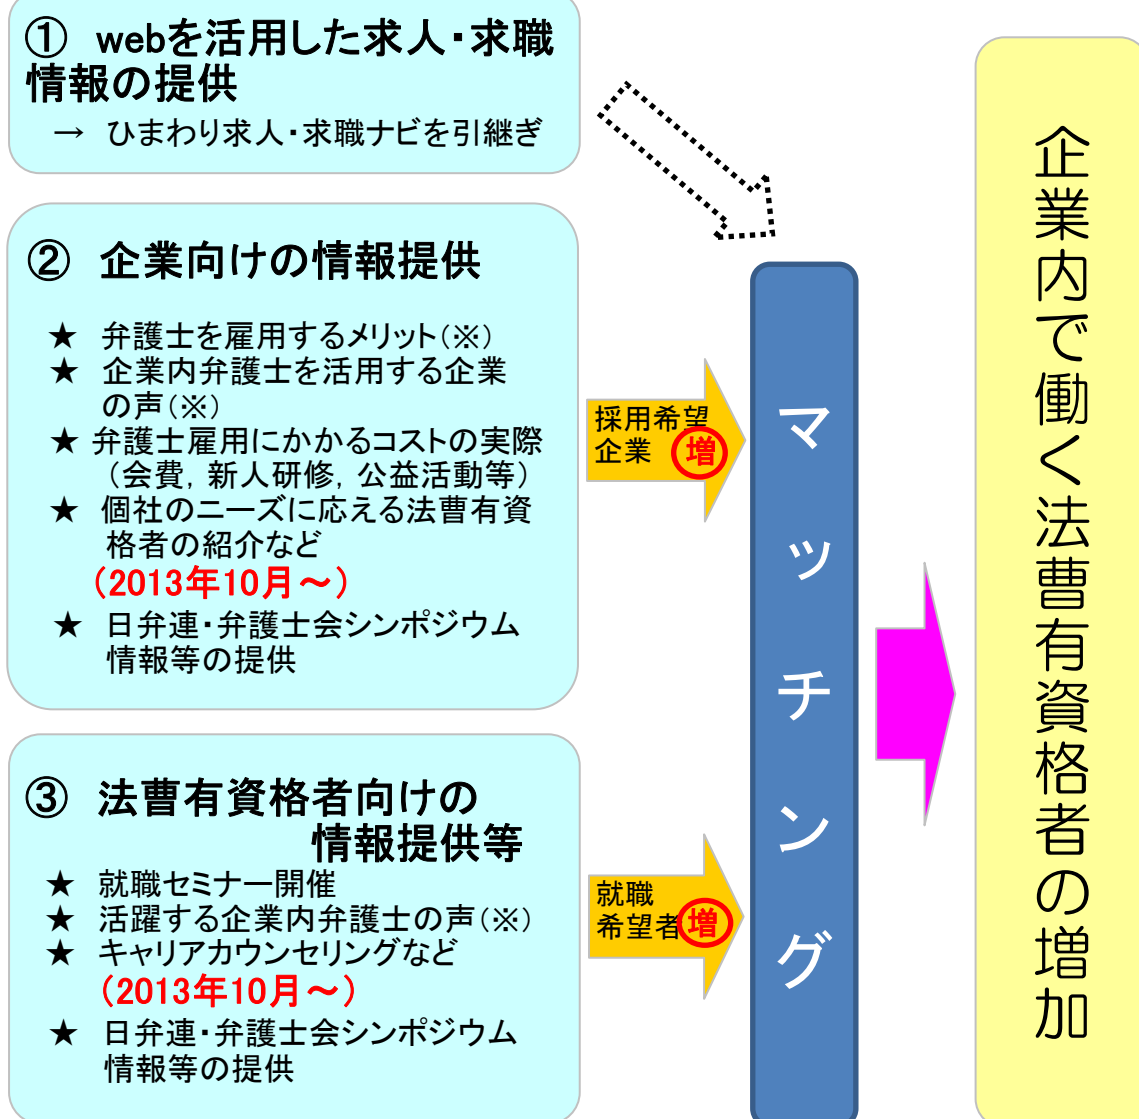 ① webを活用した求人・求職
情報の提供
→ ひまわり求人・求職ナビを引継ぎ
② 企業向けの情報提供
★ 弁護士を雇用するメリット(※)
★ 企業内弁護士を活用する企業
の声(※)
★ 弁護士雇用にかかるコストの実際
(会費, 新人研修, 公益活動等)
★ 個社のニーズに応える法曹有資
格者の紹介など
(2013年10月～)
★ 日弁連・弁護士会シンポジウム
情報等の提供
③ 法曹有資格者向けの
情報提供等
★ 就職セミナー開催
★ 活躍する企業内弁護士の声(※)
★ キャリアカウンセリングなど
(2013年10月～)
★ 日弁連・弁護士会シンポジウム
情報等の提供
採用希望
企業 増
就職
希望者 増
マッチング
企業内で働く法曹有資格者の増加